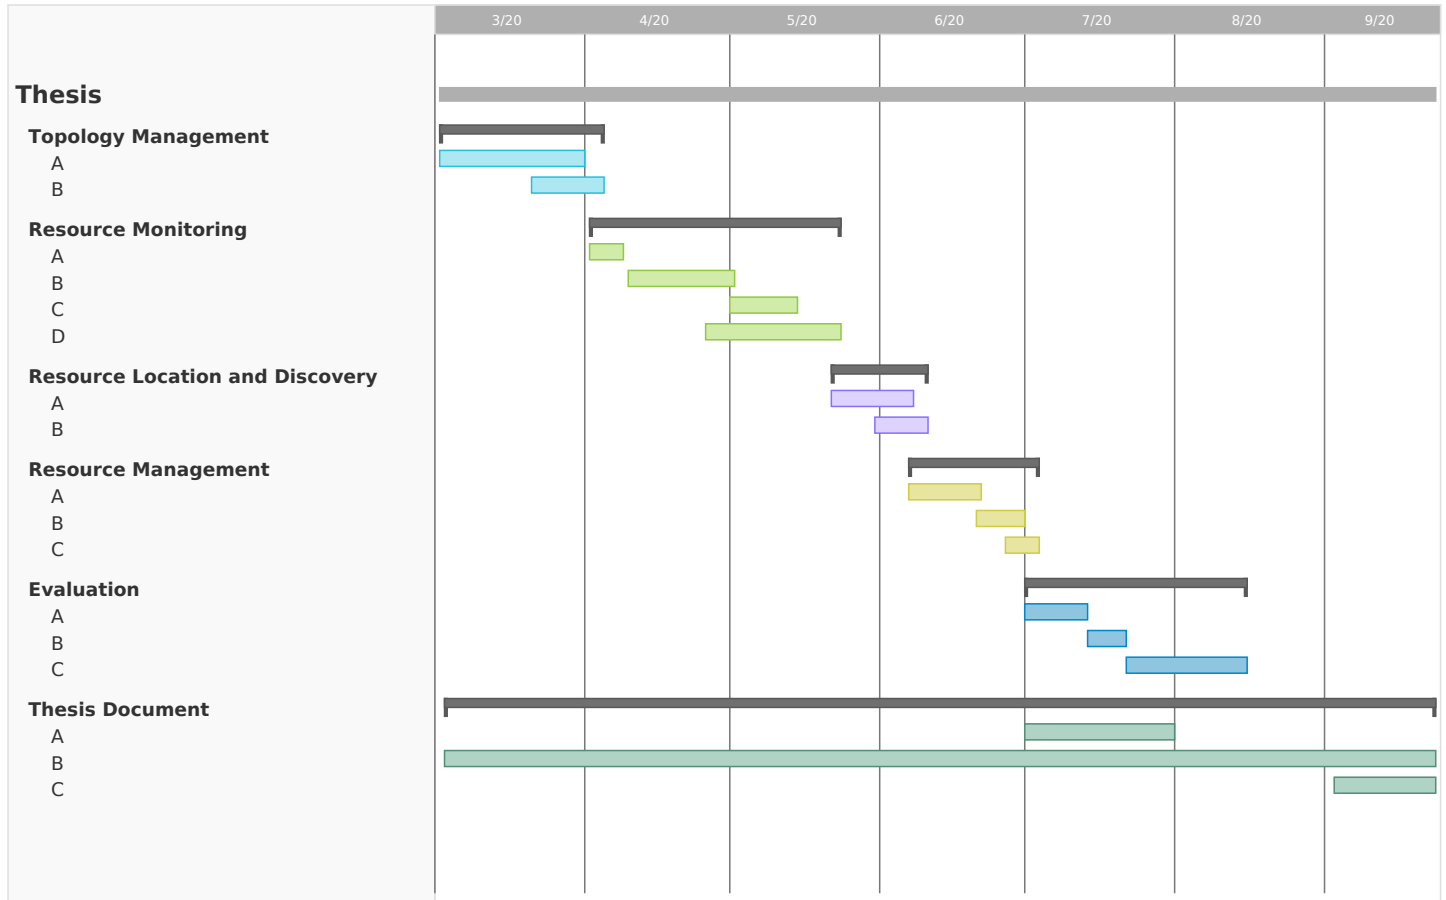 3/20 4/20 5/20 6/20 7/20 8/20 9/20
Thesis
Topology Management
A
B
Resource Monitoring
A
B
C
D
Resource Location and Discovery
A
B
Resource Management
A
B
C
Evaluation
A
B
C
Thesis Document
A
B
C